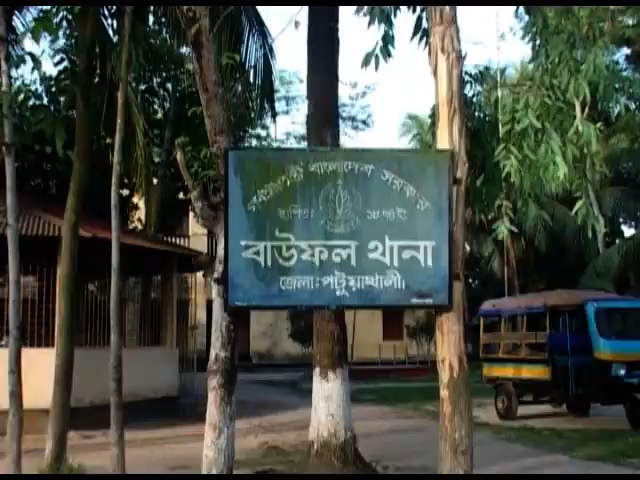 গণপ্রজাতন্ত্রী বাংলাদেশ সরকার
স্থাপিত:
বাউফল থানা
জেলা: পটুয়াখালী।